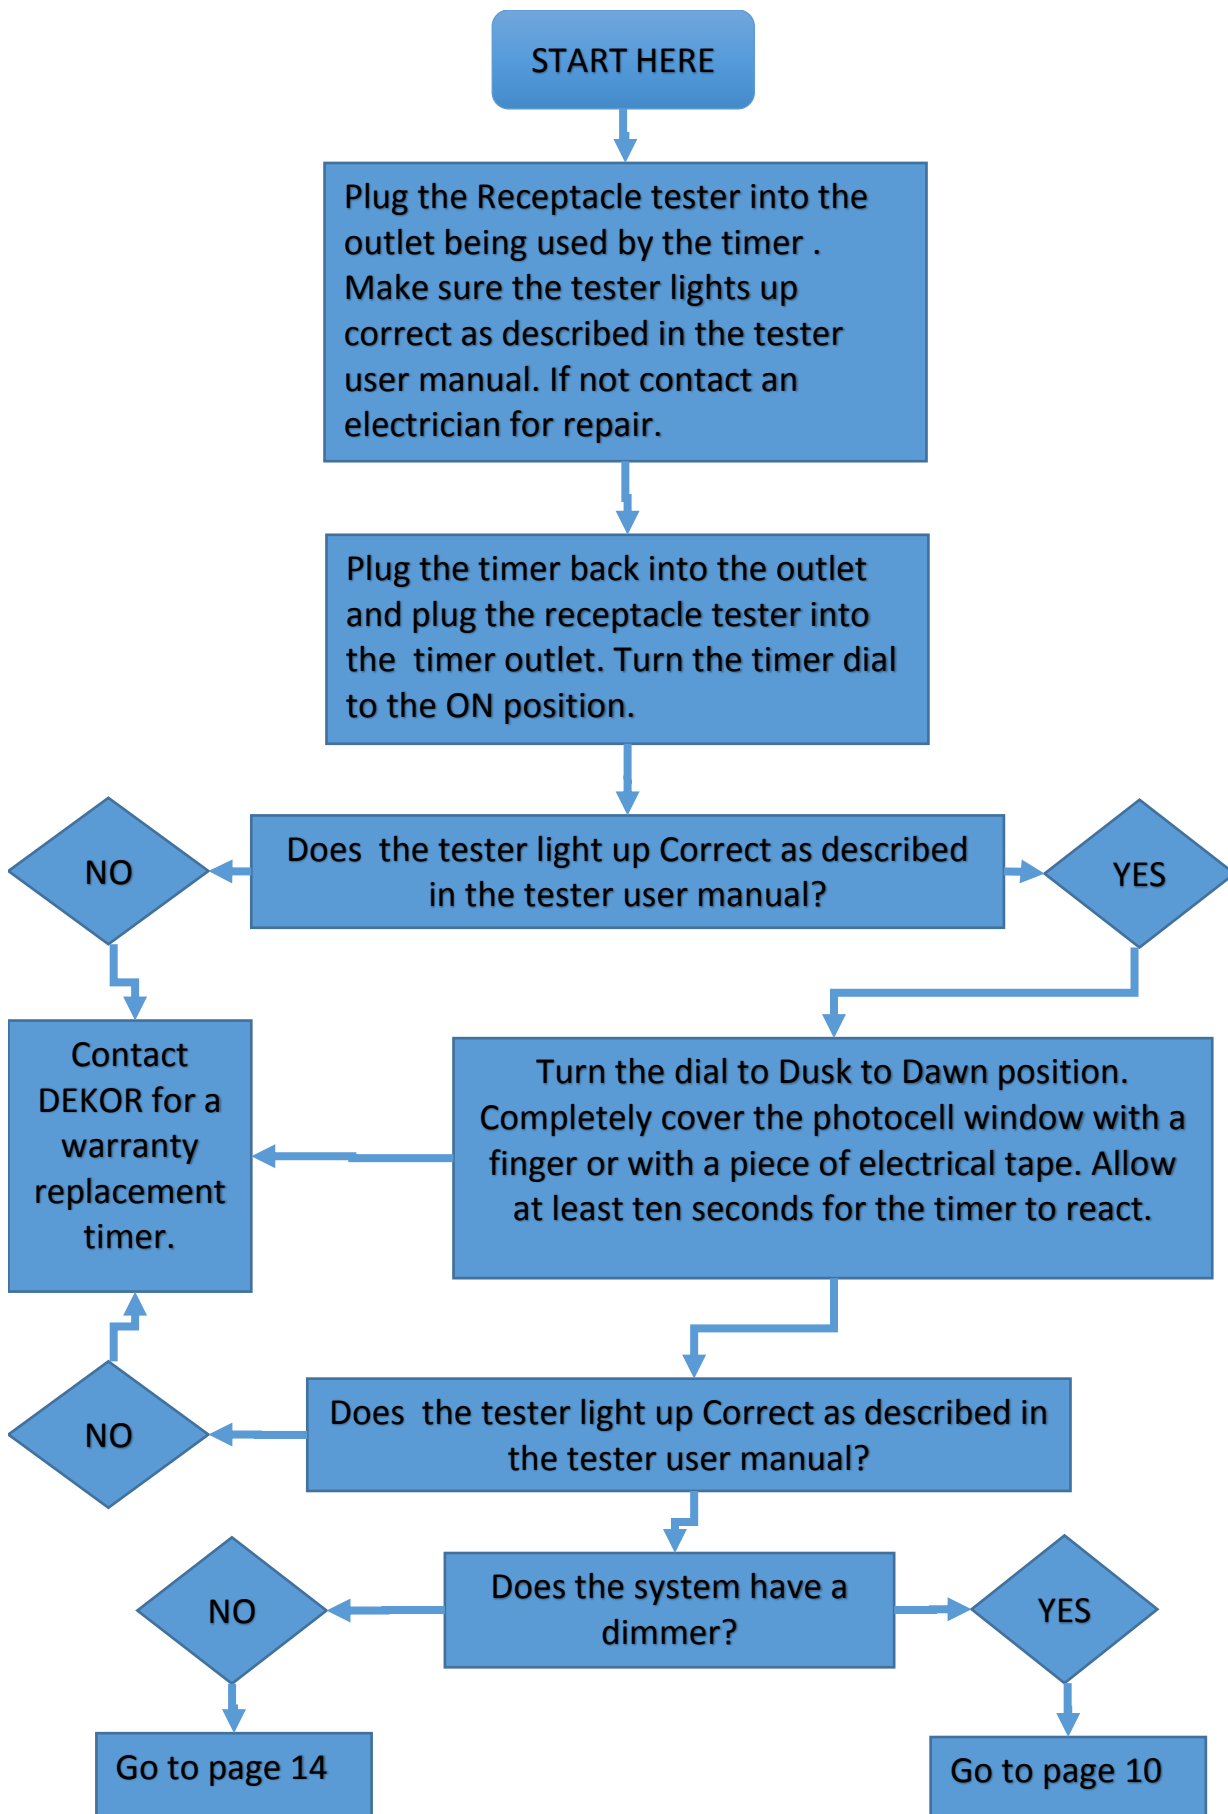 START HERE
Plug the Receptacle tester into the
outlet being used by the timer .
Make sure the tester lights up
correct as described in the tester
user manual. If not contact an
electrician for repair.
Plug the timer back into the outlet
and plug the receptacle tester into
the  timer outlet. Turn the timer dial
to the ON position.
NO
Does  the tester light up Correct as described
in the tester user manual?
YES
Contact
DEKOR for a
warranty
replacement
timer.
Turn the dial to Dusk to Dawn position.
Completely cover the photocell window with a
finger or with a piece of electrical tape. Allow
at least ten seconds for the timer to react.
NO
Does  the tester light up Correct as described in
the tester user manual?
NO
Does the system have a
dimmer?
YES
Go to page 14
Go to page 10